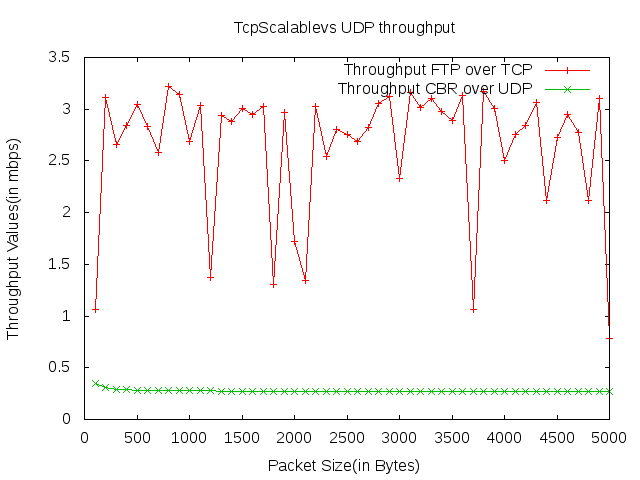 TcpScalablevs UDP throughput
Throughput FTP over TCP
Throughput CBR over UDP
Throughput Values(in mbps)
3.5
3
2.5
2
1.5
1
0.5
0
0 500 1000 1500 2000 2500 3000 3500 4000 4500 5000
Packet Size(in Bytes)